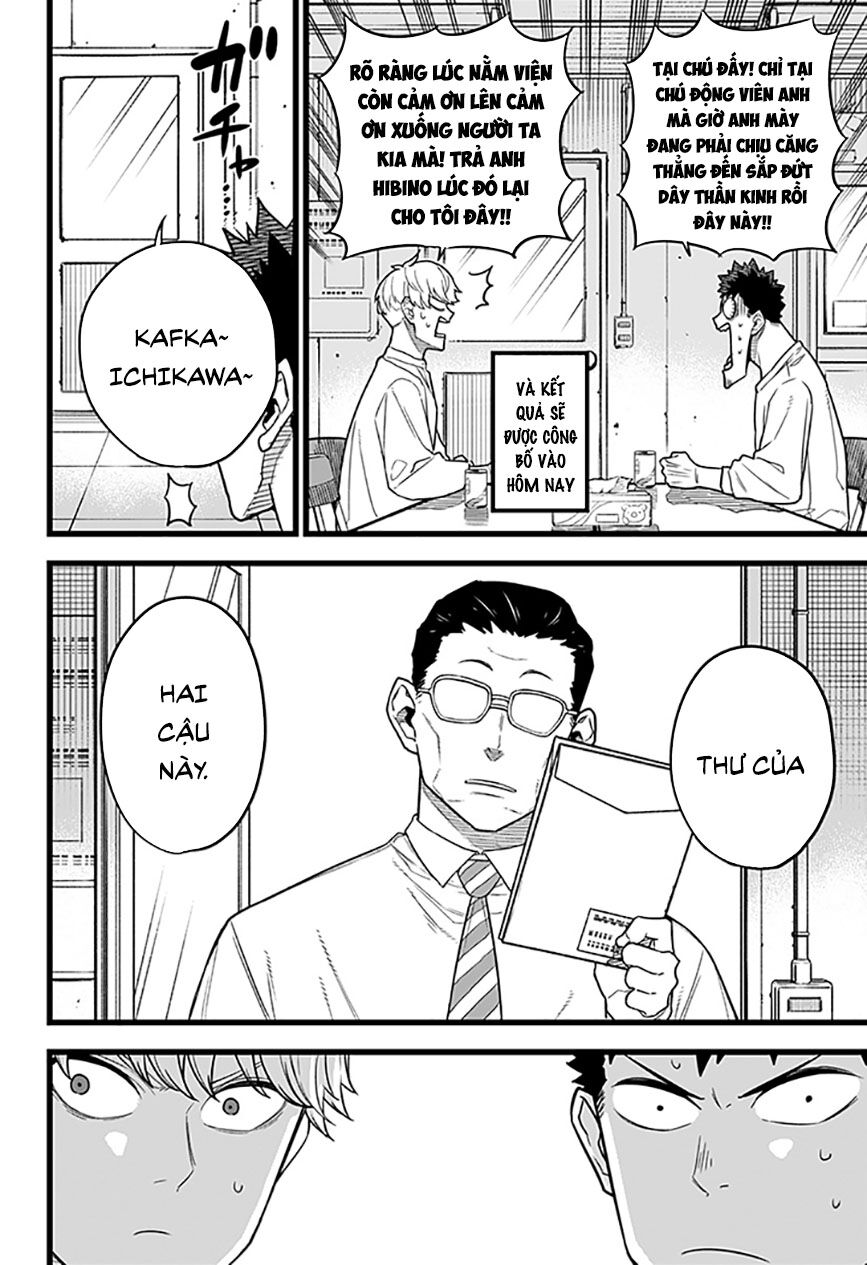 TẠI CHÚ ĐẤY! CHỈ TẠI
CHÚ ĐỘNG VIÊN ANH
MÀ GIỜ ANH MÀY
ĐANG PHẢI CHỊU CĂNG
THẲNG ĐẾN SẮP ĐỨT
DÂY THẦN KINH RỒI
ĐÂY NÀY!!
RÕ RÀNG LÚC NẰM VIỆN
CÒN CẢM ƠN LÊN CẢM
ƠN XUỐNG NGƯỜI TA
KIA MÀ! TRẢ ANH
HIBINO LÚC ĐÓ LẠI
CHO TÔI ĐÂY!!
VÀ KẾT
QUẢ SẼ
ĐƯỢC CÔNG
BỐ VÀO
HÔM NAY
ガチャ
KAFKA~
ICHIKAWA~
THƯ CỦA
HAI
CẬU
NÀY.